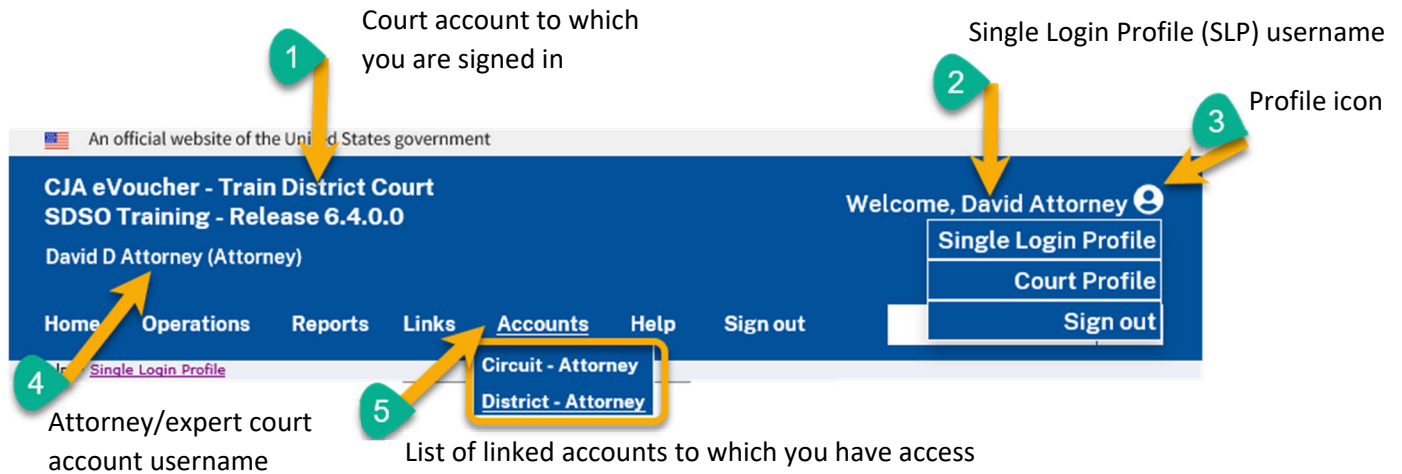 Court account to which
you are signed in
Single Login Profile (SLP) username
Profile icon
1
2
3
An official website of the United States government
CJA eVoucher - Train District Court
SDSO Training - Release 6.4.0.0
David D Attorney (Attorney)
Welcome, David Attorney
Single Login Profile
Court Profile
Sign out
Home Operations Reports Links Accounts Help Sign out
Single Login Profile
Circuit - Attorney
District - Attorney
4
5
Attorney/expert court
account username
List of linked accounts to which you have access